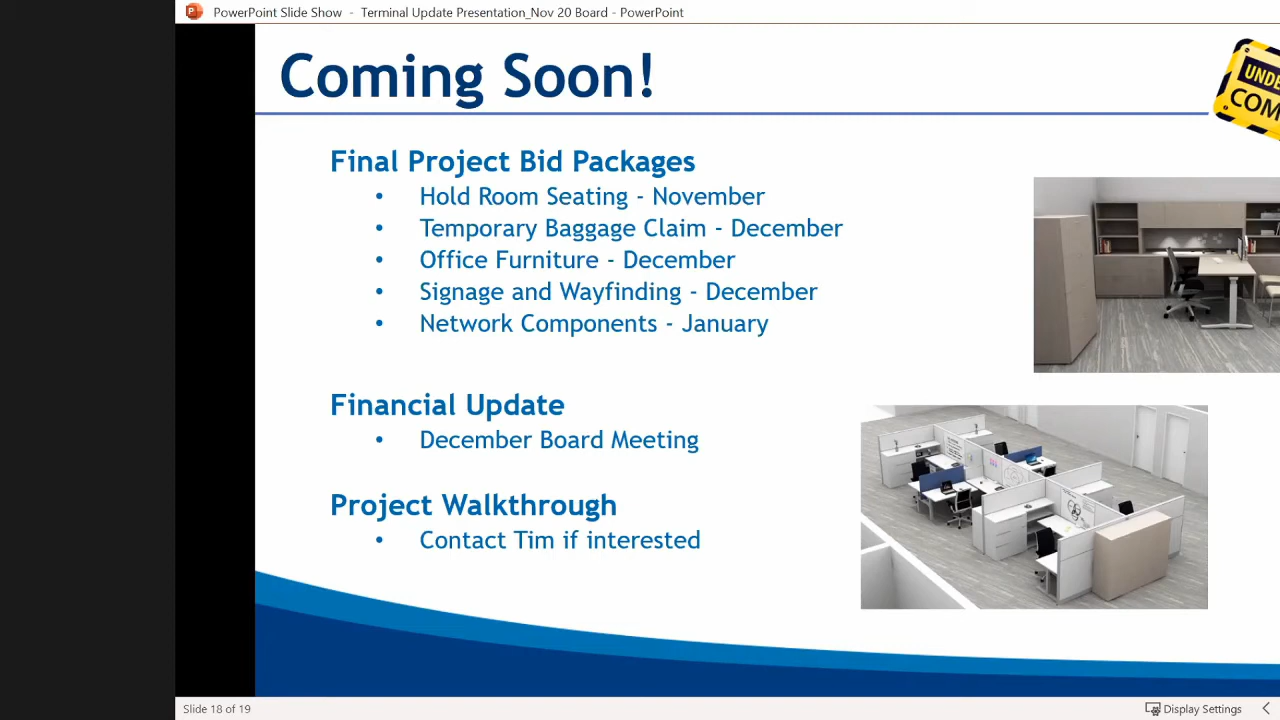 PowerPoint Slide Show - Terminal Update Presentation_Nov 20 Board - PowerPoint
Coming Soon!
Final Project Bid Packages
• Hold Room Seating - November
• Temporary Baggage Claim - December
• Office Furniture - December
• Signage and Wayfinding - December
• Network Components - January
Financial Update
• December Board Meeting
Project Walkthrough
• Contact Tim if interested
Slide 18 of 19
Display Settings